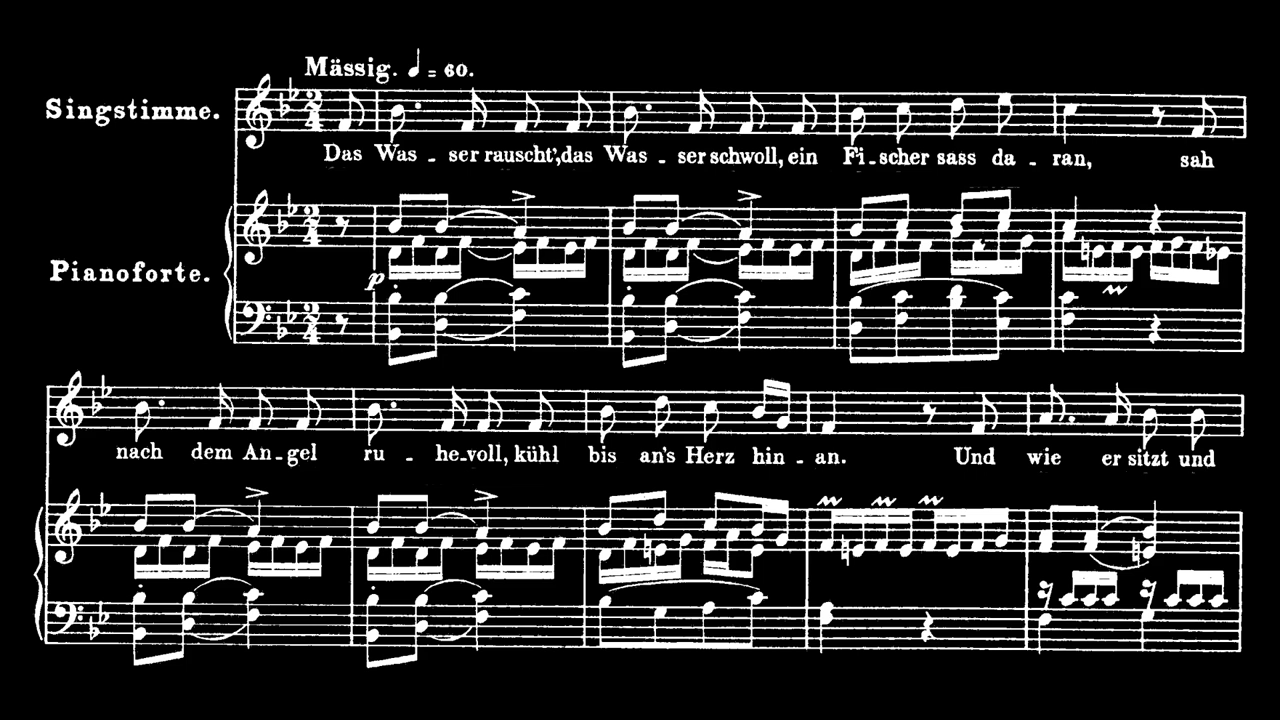 Mässig. ♩ = 60.
Singstimme.
Das Was - ser rauscht', das Was - ser schwoll, ein Fi - scher sass da - ran, sah
Pianoforte.
p
nach dem An - gel ru - he - voll, kühl bis an's Herz hin - an. Und wie er sitzt und